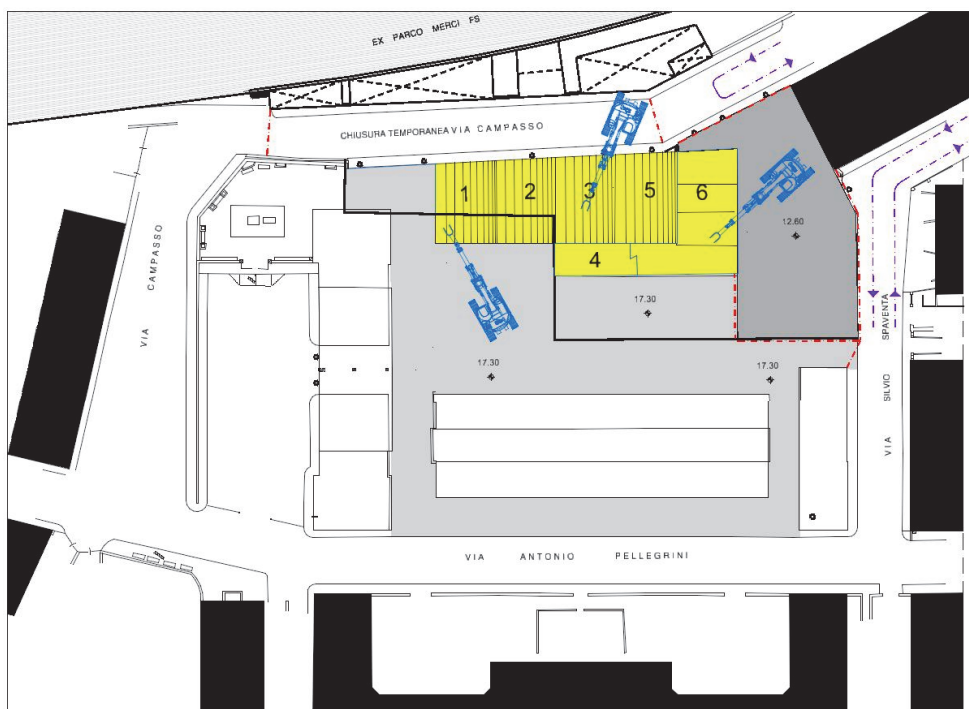 EX PARCO MERCI FS
CHIUSURA TEMPORANEA VIA CAMPASSO
1
2
3
5
6
4
12.60
17.30
17.30
17.30
VIA CAMPASSO
VIA SILVIO SPAVENTA
VIA ANTONIO PELLEGRINI